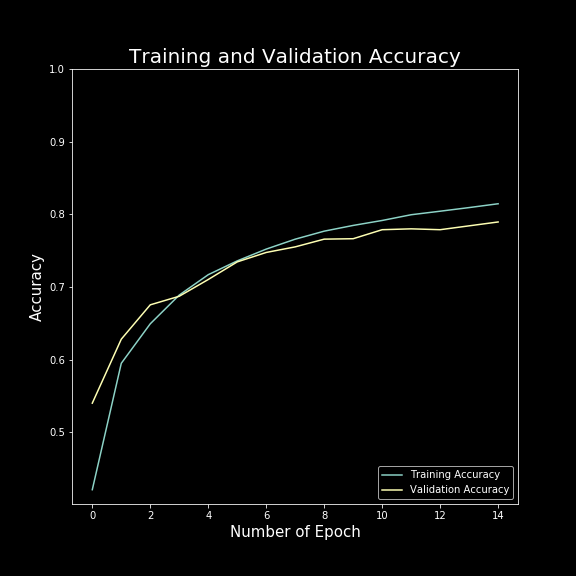 Training and Validation Accuracy
1.0
0.9
0.8
0.7
0.6
0.5
Accuracy
Training Accuracy
Validation Accuracy
0 2 4 6 8 10 12 14
Number of Epoch